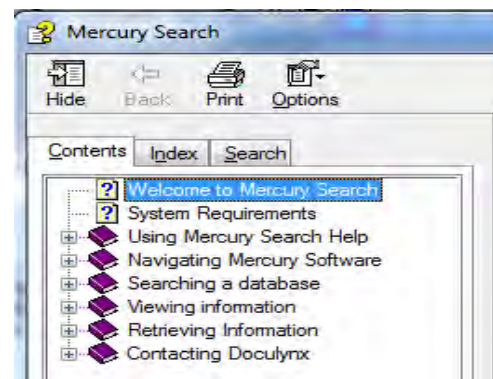 Mercury Search
Hide Back Print Options
Contents Index Search
Welcome to Mercury Search
System Requirements
Using Mercury Search Help
Navigating Mercury Software
Searching a database
Viewing information
Retrieving Information
Contacting Doculynx